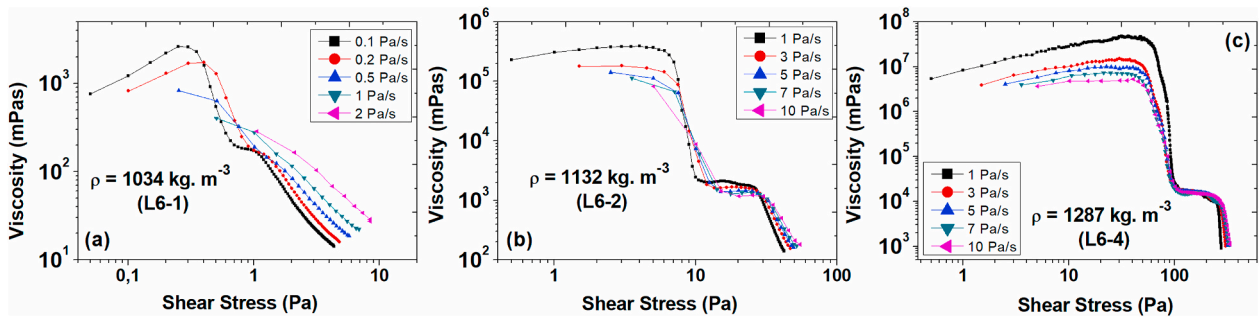 Viscosity (mPas)
10³
10²
10¹
0,1
1
10
Shear Stress (Pa)
0.1 Pa/s
0.2 Pa/s
0.5 Pa/s
1 Pa/s
2 Pa/s
ρ = 1034 kg. m⁻³
(L6-1)
(a)
Viscosity (mPas)
10⁶
10⁵
10⁴
10³
10²
1
10
100
Shear Stress (Pa)
1 Pa/s
3 Pa/s
5 Pa/s
7 Pa/s
10 Pa/s
ρ = 1132 kg. m⁻³
(L6-2)
(b)
Viscosity (mPas)
10⁸
10⁷
10⁶
10⁵
10⁴
10³
1
10
100
Shear Stress (Pa)
(c)
1 Pa/s
3 Pa/s
5 Pa/s
7 Pa/s
10 Pa/s
ρ = 1287 kg. m⁻³
(L6-4)